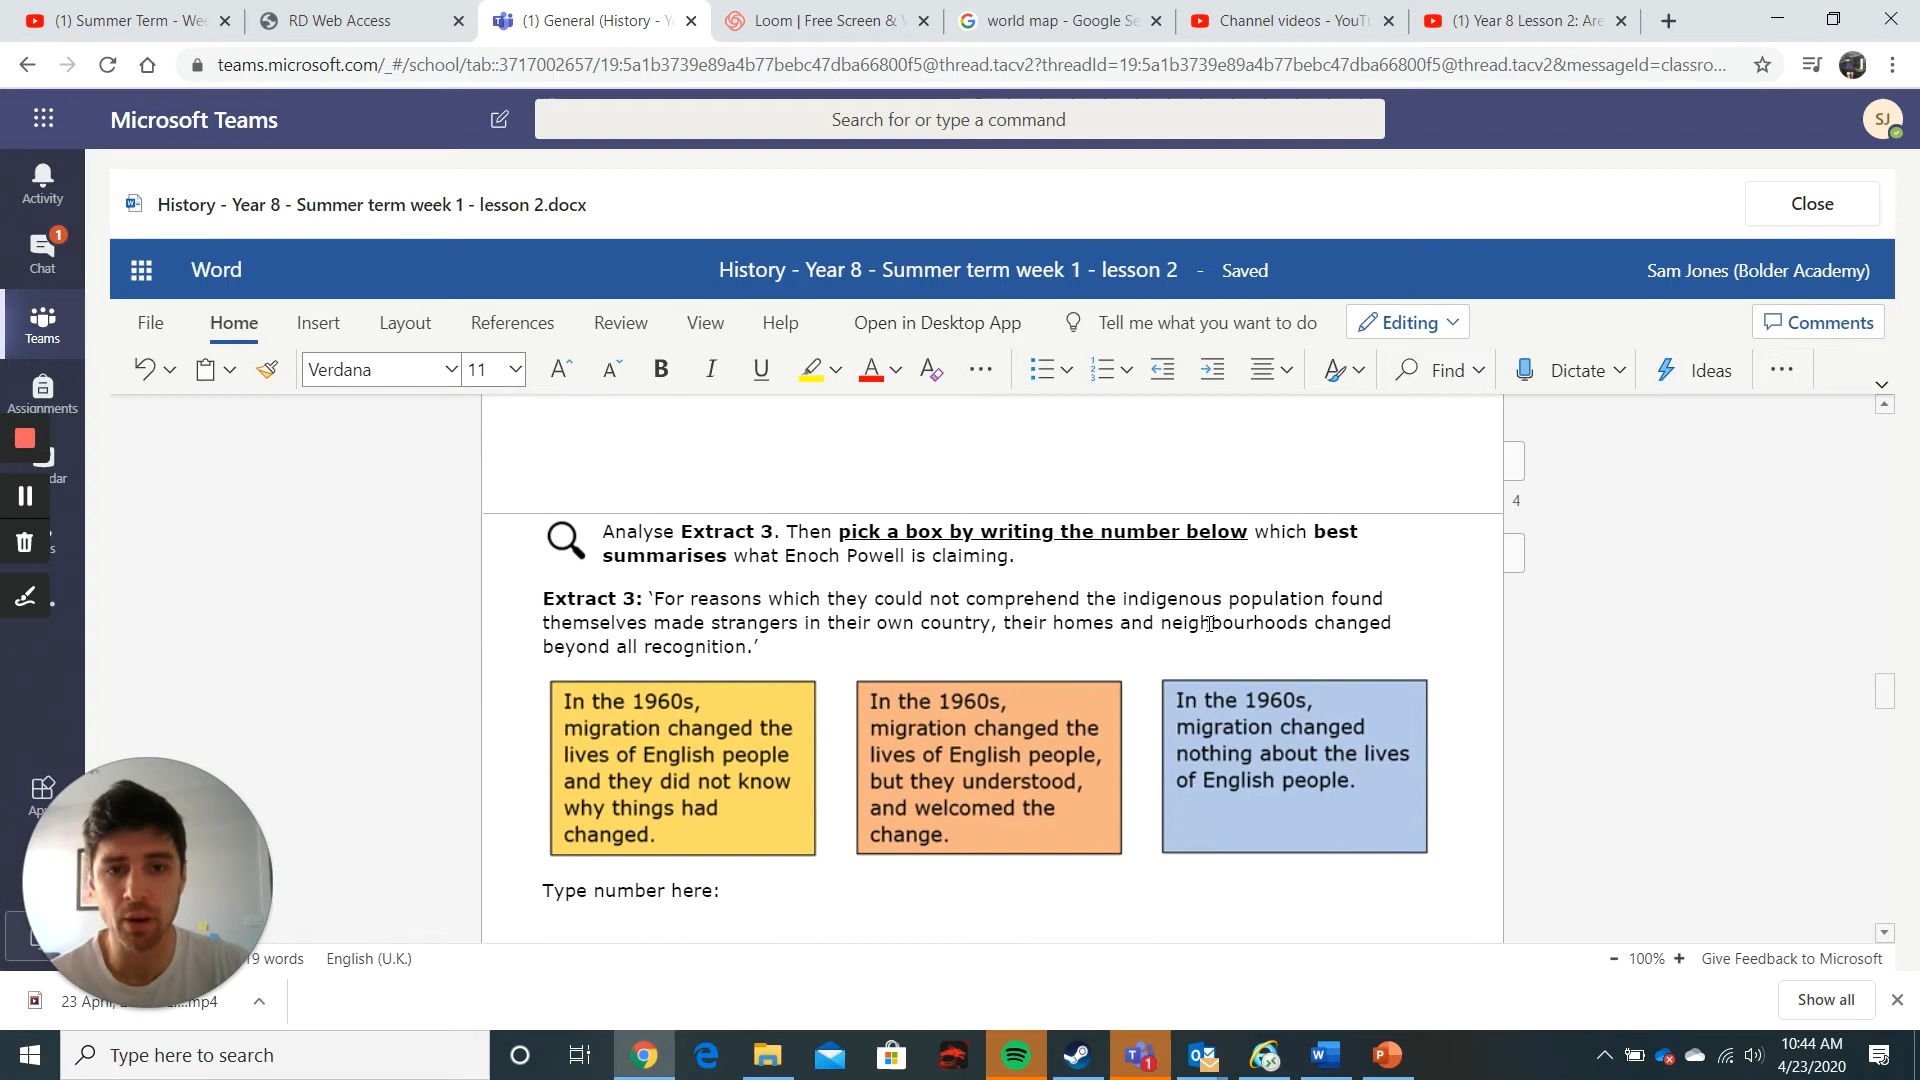 (1) Summer Term - Wee
RD Web Access
(1) General (History - Ye
Loom | Free Screen &
world map - Google Se
Channel videos - YouTu
(1) Year 8 Lesson 2: Are
teams.microsoft.com/_#/school/tab::3717002657/19:5a1b3739e89a4b77bebc47dba66800f5@thread.tacv2?threadId=19:5a1b3739e89a4b77bebc47dba66800f5@thread.tacv2&messageId=classro...
Microsoft Teams
Search for or type a command
SJ
Activity
History - Year 8 - Summer term week 1 - lesson 2.docx
Close
1
Chat
Word
History - Year 8 - Summer term week 1 - lesson 2 - Saved
Sam Jones (Bolder Academy)
Teams
File
Home
Insert
Layout
References
Review
View
Help
Open in Desktop App
Tell me what you want to do
Editing
Comments
Verdana
11
A
A
B
I
U
A
A
Find
Dictate
Ideas
Assignments
dar
4
Analyse Extract 3. Then pick a box by writing the number below which best
summarises what Enoch Powell is claiming.
Extract 3: ‘For reasons which they could not comprehend the indigenous population found
themselves made strangers in their own country, their homes and neighbourhoods changed
beyond all recognition.’
In the 1960s,
migration changed the
lives of English people
and they did not know
why things had
changed.
In the 1960s,
migration changed the
lives of English people,
but they understood,
and welcomed the
change.
In the 1960s,
migration changed
nothing about the lives
of English people.
Type number here:
19 words
English (U.K.)
100%
Give Feedback to Microsoft
23 April, mp4
Show all
Type here to search
1
10:44 AM
4/23/2020